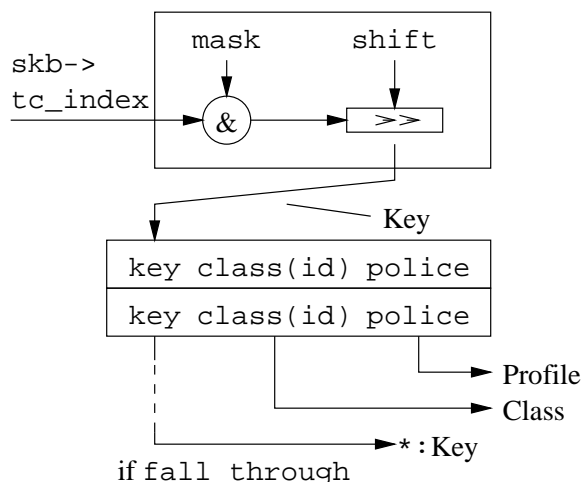 mask shift
skb->
tc_index
& >>
Key
key class(id) police
key class(id) police
Profile
Class
*:Key
if fall through